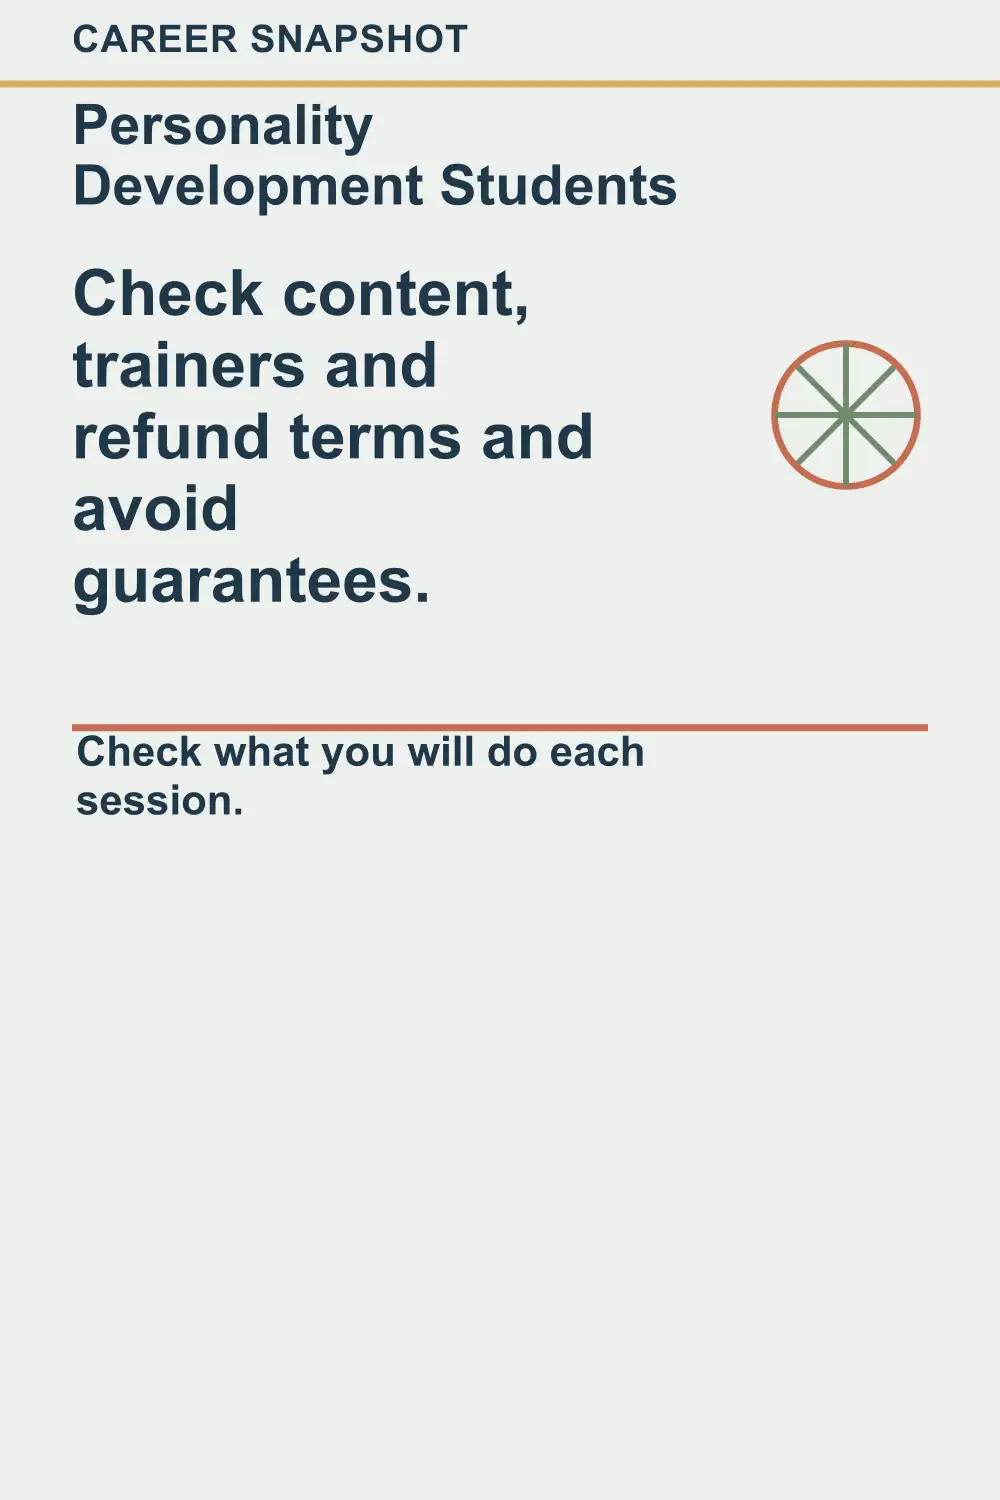 CAREER SNAPSHOT
Personality
Development Students
Check content,
trainers and
refund terms and
avoid
guarantees.
Check what you will do each
session.